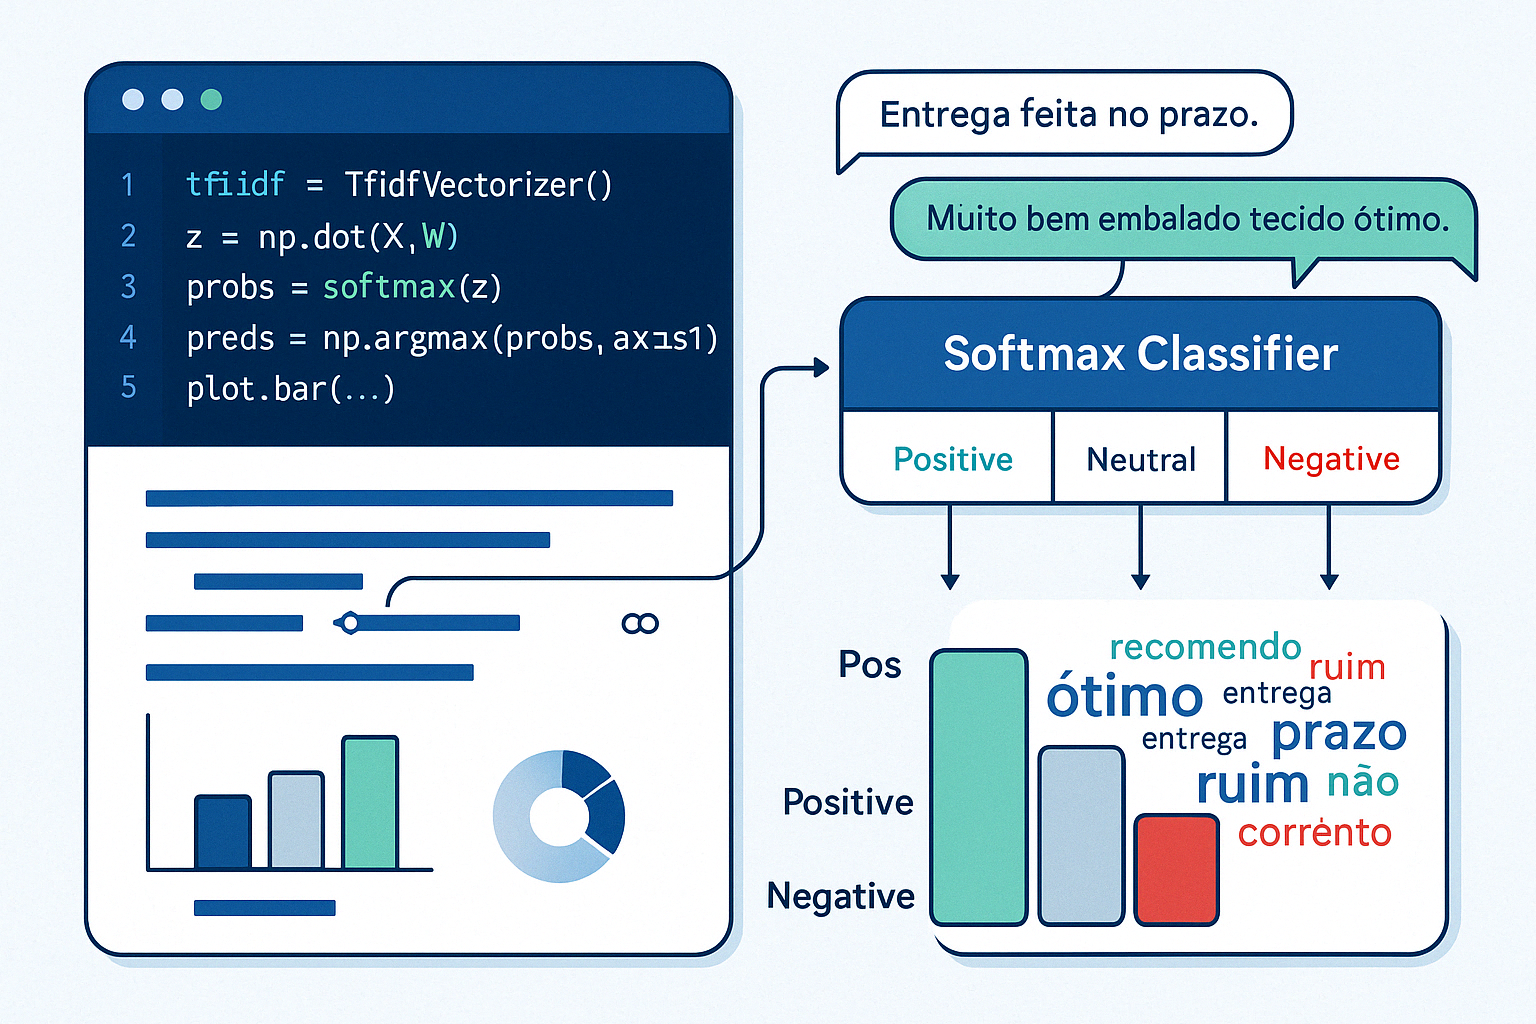 1 tfiidf = TfidfVectorizer()
2 z = np.dot(X,W)
3 probs = softmax(z)
4 preds = np.argmax(probs, axıs1)
5 plot.bar(...)
Entrega feita no prazo.
Muito bem embalado tecido ótimo.
Softmax Classifier
Positive Neutral Negative
Pos
Positive
Negative
recomendo
ruim
ótimo entrega
entrega prazo
ruim não
corrėnto